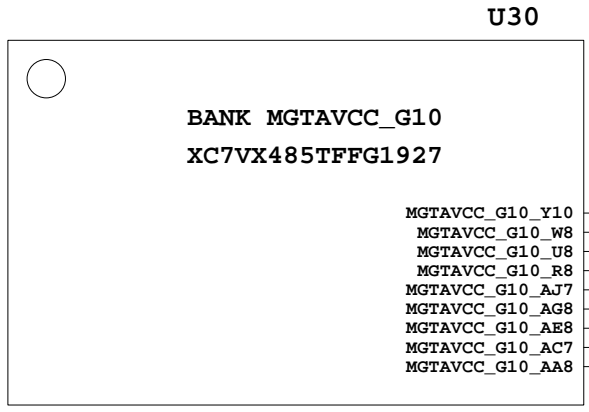 U30
BANK MGTAVCC_G10
XC7VX485TFFG1927
MGTAVCC_G10_Y10
MGTAVCC_G10_W8
MGTAVCC_G10_U8
MGTAVCC_G10_R8
MGTAVCC_G10_AJ7
MGTAVCC_G10_AG8
MGTAVCC_G10_AE8
MGTAVCC_G10_AC7
MGTAVCC_G10_AA8